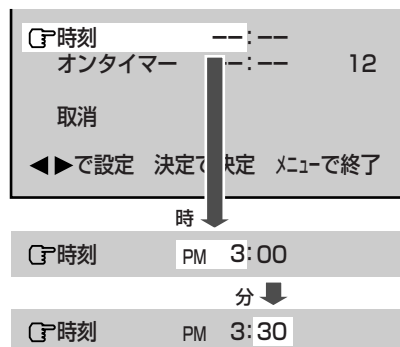 時刻 --:--
オンタイマー --:-- 12
取消
◀▶で設定 決定で決定 メニューで終了
時
時刻 PM 3:00
分
時刻 PM 3:30